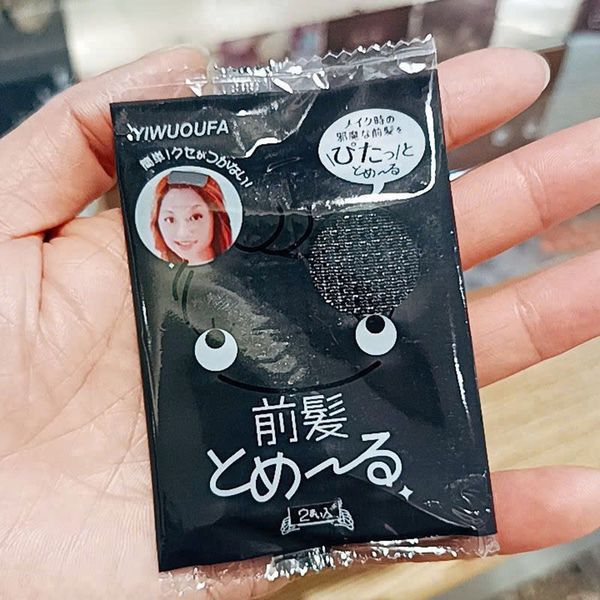 YIWUOUFA
簡単!クセがつかない!
メイク時の
邪魔な前髪を
ぴたっと
とめ〜る
前髪
とめ〜る
2枚入